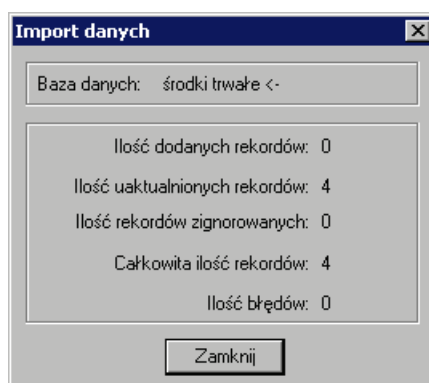 Import danych
Baza danych: środki trwałe <-
Ilość dodanych rekordów: 0
Ilość uaktualnionych rekordów: 4
Ilość rekordów zignorowanych: 0
Całkowita ilość rekordów: 4
Ilość błędów: 0
Zamknij